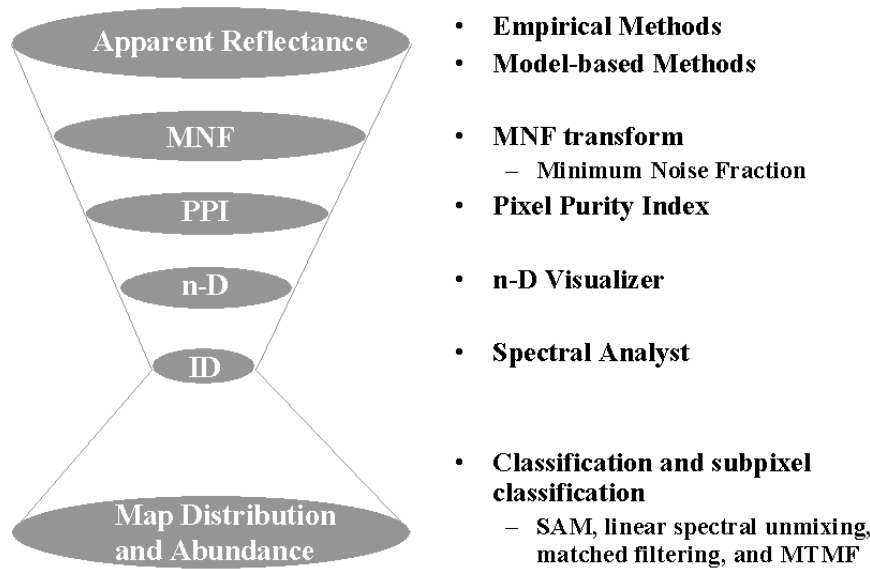 Apparent Reflectance
• Empirical Methods
• Model-based Methods
MNF
• MNF transform
– Minimum Noise Fraction
PPI
• Pixel Purity Index
n-D
• n-D Visualizer
ID
• Spectral Analyst
Map Distribution
and Abundance
• Classification and subpixel
classification
– SAM, linear spectral unmixing,
matched filtering, and MTMF